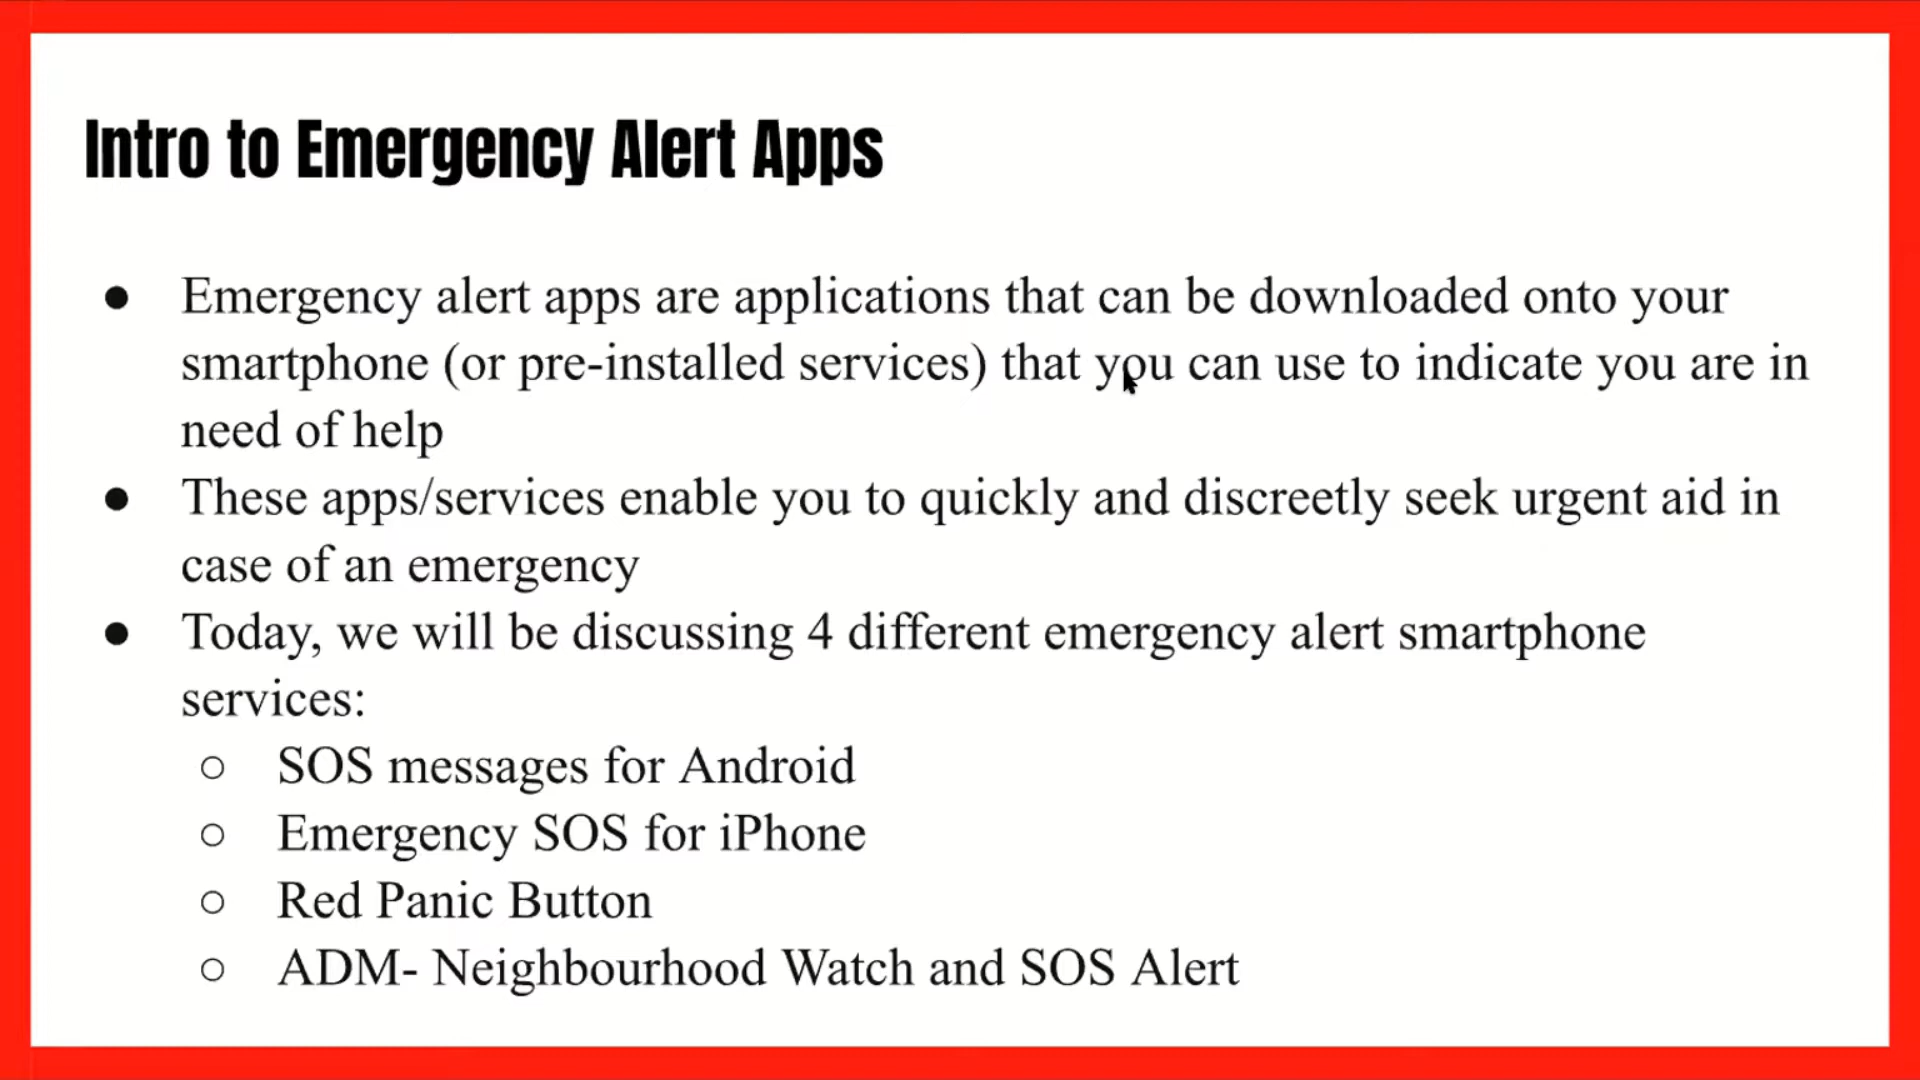 Intro to Emergency Alert Apps
● Emergency alert apps are applications that can be downloaded onto your
smartphone (or pre-installed services) that you can use to indicate you are in
need of help
● These apps/services enable you to quickly and discreetly seek urgent aid in
case of an emergency
● Today, we will be discussing 4 different emergency alert smartphone
services:
○ SOS messages for Android
○ Emergency SOS for iPhone
○ Red Panic Button
○ ADM- Neighbourhood Watch and SOS Alert